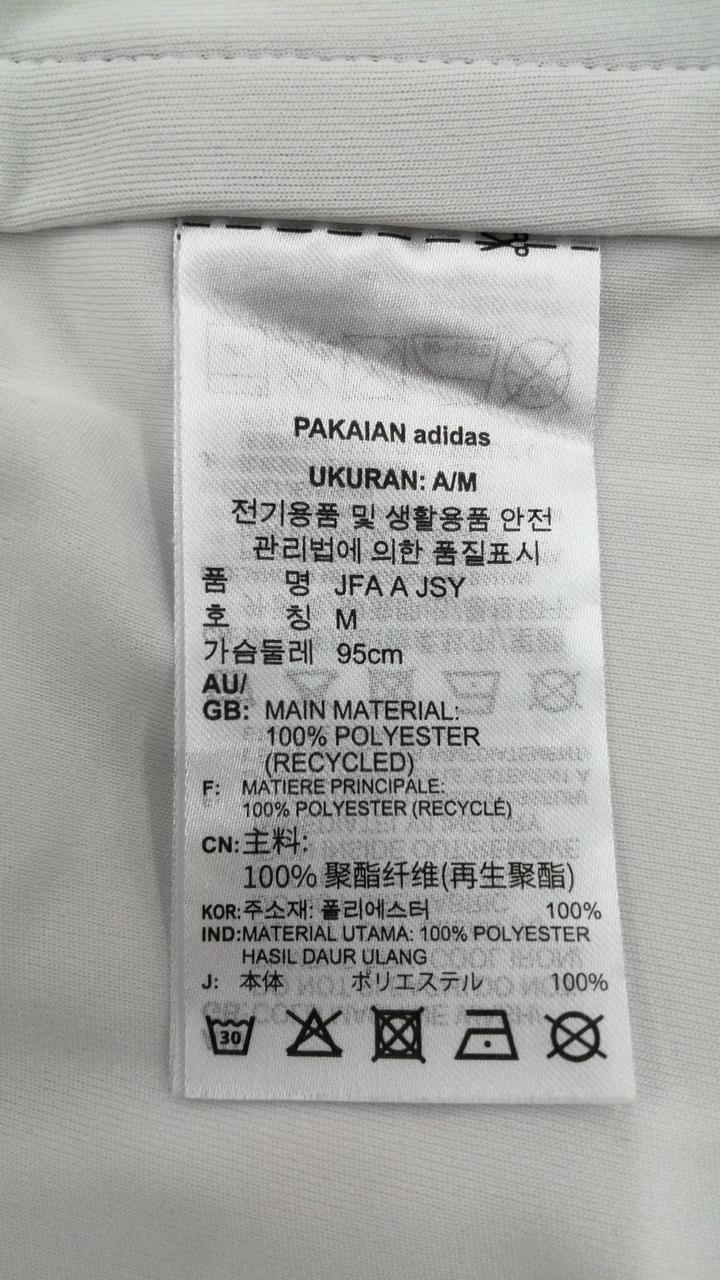 PAKAIAN adidas
UKURAN: A/M
전기용품 및 생활용품 안전
관리법에 의한 품질표시
품 명 JFA A JSY
호 칭 M
가슴둘레 95cm
AU/
GB: MAIN MATERIAL:
100% POLYESTER
(RECYCLED)
F: MATIERE PRINCIPALE:
100% POLYESTER (RECYCLÉ)
CN:主料:
100% 聚酯纤维(再生聚酯)
KOR:주소재: 폴리에스터 100%
IND:MATERIAL UTAMA: 100% POLYESTER
HASIL DAUR ULANG
J: 本体 ポリエステル 100%
30